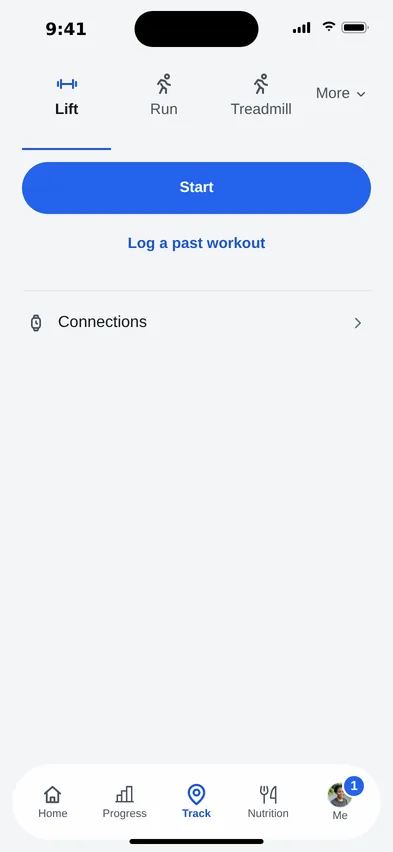 9:41
Lift
Run
Treadmill
More
Start
Log a past workout
Connections
Home
Progress
Track
Nutrition
1
Me